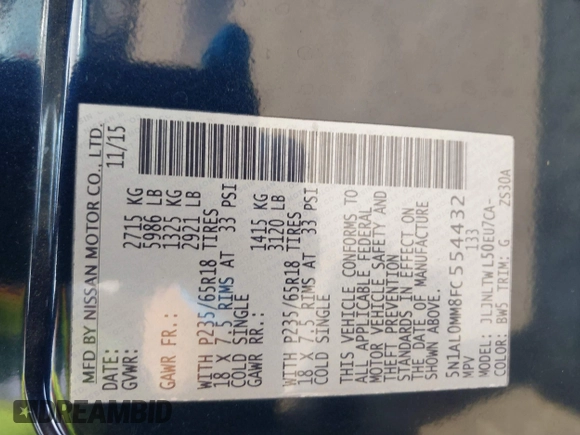 MFD BY NISSAN MOTOR CO., LTD.
DATE: 11/15
GVWR: 2715 KG
5986 LB
GAWR FR.: 1325 KG
2921 LB
WITH P235/65R18 TIRES
18 X 7.5 RIMS AT 33 PSI
COLD SINGLE
GAWR RR.: 1415 KG
3120 LB
WITH P235/65R18 TIRES
18 X 7.5 RIMS AT 33 PSI
COLD SINGLE
THIS VEHICLE CONFORMS TO
ALL APPLICABLE FEDERAL
MOTOR VEHICLE SAFETY AND
THEFT PREVENTION
STANDARDS IN EFFECT ON
THE DATE OF MANUFACTURE
SHOWN ABOVE.
5N1AL0MM8FC554432
MPV 133
MODEL: JLJNLTWJL50EU7CA-
COLOR: BW5 TRIM: G ZS30A
DREAMBID